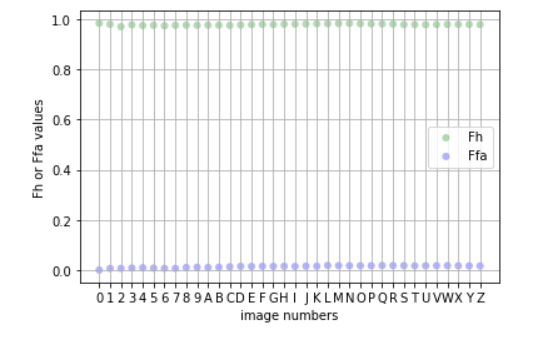 1.0
0.8
0.6
0.4
0.2
0.0
Fh or Ffa values
Fh
Ffa
0 1 2 3 4 5 6 7 8 9 A B C D E F G H I J K L M N O P Q R S T U V W X Y Z
image numbers